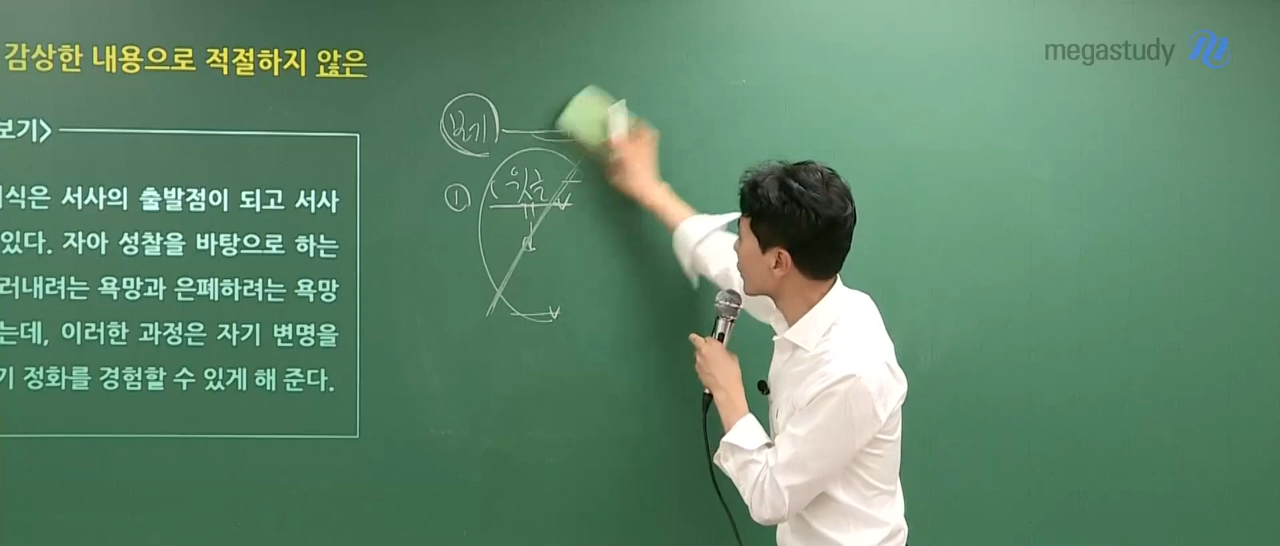 megastudy
감상한 내용으로 적절하지 않은
보기>
식은 서사의 출발점이 되고 서사
있다. 자아 성찰을 바탕으로 하는
러내려는 욕망과 은폐하려는 욕망
는데, 이러한 과정은 자기 변명을
기 정화를 경험할 수 있게 해 준다.
보기
①